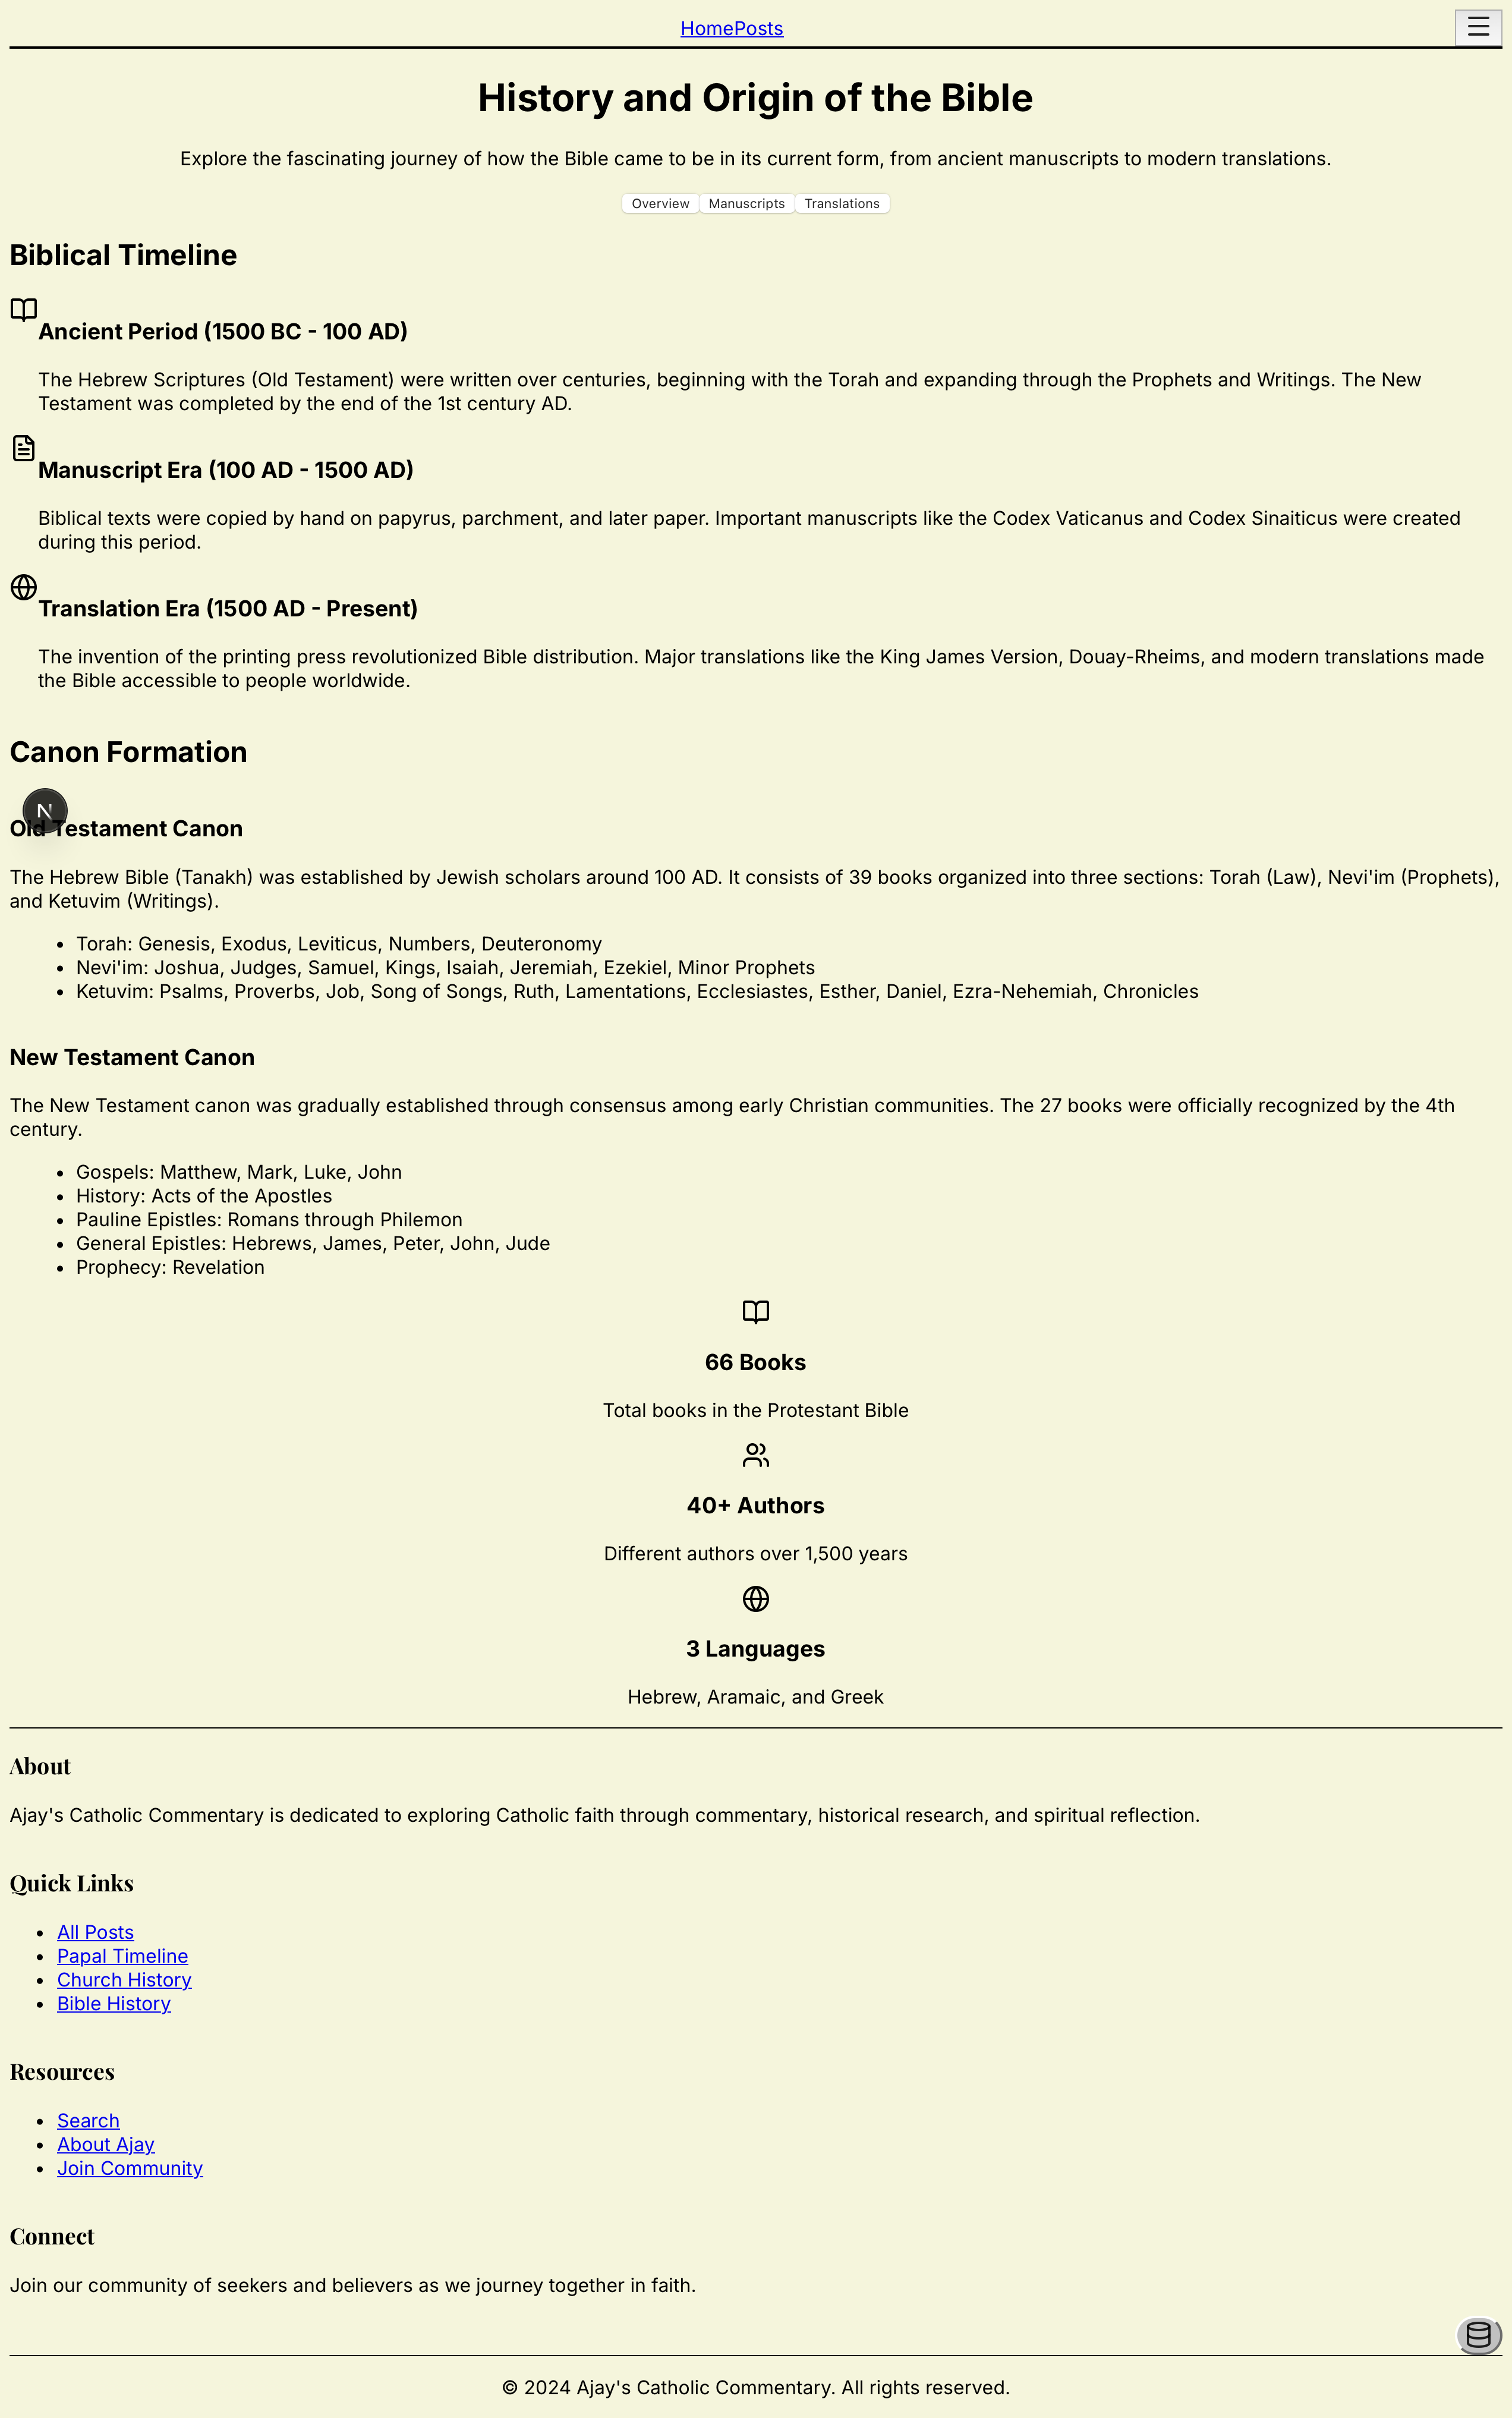 HomePosts
History and Origin of the Bible
Explore the fascinating journey of how the Bible came to be in its current form, from ancient manuscripts to modern translations.
Overview Manuscripts Translations
Biblical Timeline
Ancient Period (1500 BC - 100 AD)
The Hebrew Scriptures (Old Testament) were written over centuries, beginning with the Torah and expanding through the Prophets and Writings. The New
Testament was completed by the end of the 1st century AD.
Manuscript Era (100 AD - 1500 AD)
Biblical texts were copied by hand on papyrus, parchment, and later paper. Important manuscripts like the Codex Vaticanus and Codex Sinaiticus were created
during this period.
Translation Era (1500 AD - Present)
The invention of the printing press revolutionized Bible distribution. Major translations like the King James Version, Douay-Rheims, and modern translations made
the Bible accessible to people worldwide.
Canon Formation
N
Old Testament Canon
The Hebrew Bible (Tanakh) was established by Jewish scholars around 100 AD. It consists of 39 books organized into three sections: Torah (Law), Nevi'im (Prophets),
and Ketuvim (Writings).
• Torah: Genesis, Exodus, Leviticus, Numbers, Deuteronomy
• Nevi'im: Joshua, Judges, Samuel, Kings, Isaiah, Jeremiah, Ezekiel, Minor Prophets
• Ketuvim: Psalms, Proverbs, Job, Song of Songs, Ruth, Lamentations, Ecclesiastes, Esther, Daniel, Ezra-Nehemiah, Chronicles
New Testament Canon
The New Testament canon was gradually established through consensus among early Christian communities. The 27 books were officially recognized by the 4th
century.
• Gospels: Matthew, Mark, Luke, John
• History: Acts of the Apostles
• Pauline Epistles: Romans through Philemon
• General Epistles: Hebrews, James, Peter, John, Jude
• Prophecy: Revelation
66 Books
Total books in the Protestant Bible
40+ Authors
Different authors over 1,500 years
3 Languages
Hebrew, Aramaic, and Greek
About
Ajay's Catholic Commentary is dedicated to exploring Catholic faith through commentary, historical research, and spiritual reflection.
Quick Links
• All Posts
• Papal Timeline
• Church History
• Bible History
Resources
• Search
• About Ajay
• Join Community
Connect
Join our community of seekers and believers as we journey together in faith.
© 2024 Ajay's Catholic Commentary. All rights reserved.